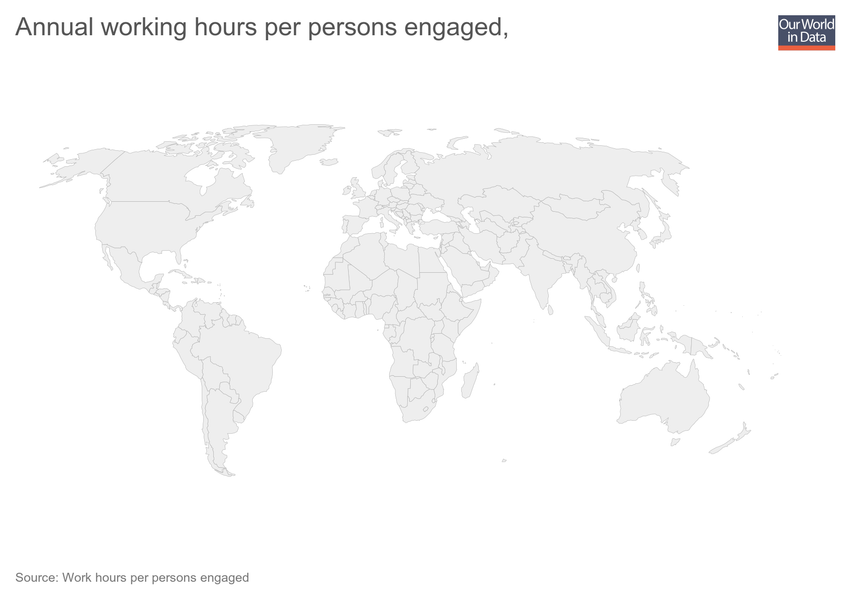 Annual working hours per persons engaged,
Our World
in Data
Source: Work hours per persons engaged